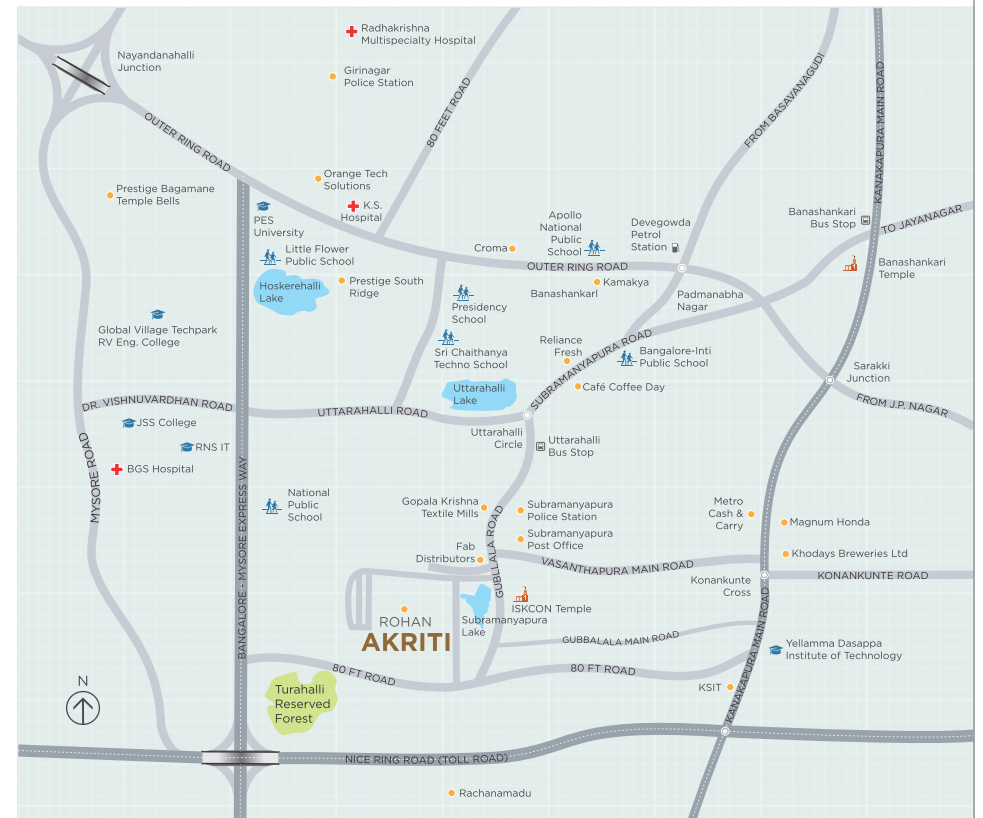 Radhakrishna
Multispecialty Hospital
Nayandanahalli
Junction
Girinagar
Police Station
80 FEET ROAD
FROM BASAVANAGUDI
KANAKAPURA MAIN ROAD
OUTER RING ROAD
Orange Tech
Solutions
Prestige Bagamane
Temple Bells
K.S.
Hospital
PES
University
Apollo
National
Public
School
Devegowda
Petrol
Station
Banashankari
Bus Stop
TO JAYANAGAR
Little Flower
Public School
Croma
OUTER RING ROAD
Banashankari
Temple
Hoskerehalli
Lake
Prestige South
Ridge
Kamakya
Banashankarl
Padmanabha
Nagar
Presidency
School
Global Village Techpark
RV Eng. College
Sri Chaithanya
Techno School
Reliance
Fresh
SUBRAMANYAPURA ROAD
Bangalore-Inti
Public School
Sarakki
Junction
Uttarahalli
Lake
Café Coffee Day
DR. VISHNUVARDHAN ROAD
UTTARAHALLI ROAD
FROM J.P. NAGAR
JSS College
RNS IT
Uttarahalli
Circle
Uttarahalli
Bus Stop
BGS Hospital
MYSORE ROAD
BANGALORE - MYSORE EXPRESS WAY
National
Public
School
Gopala Krishna
Textile Mills
GUBLLALA ROAD
Subramanyapura
Police Station
Metro
Cash &
Carry
Magnum Honda
Subramanyapura
Post Office
Fab
Distributors
Khodays Breweries Ltd
VASANTHAPURA MAIN ROAD
Konankunte
Cross
KONANKUNTE ROAD
ISKCON Temple
ROHAN
AKRITI
Subramanyapura
Lake
GUBBALALA MAIN ROAD
KANAKAPURA MAIN ROAD
Yellamma Dasappa
Institute of Technology
80 FT ROAD
80 FT ROAD
N
Turahalli
Reserved
Forest
KSIT
NICE RING ROAD (TOLL ROAD)
Rachanamadu